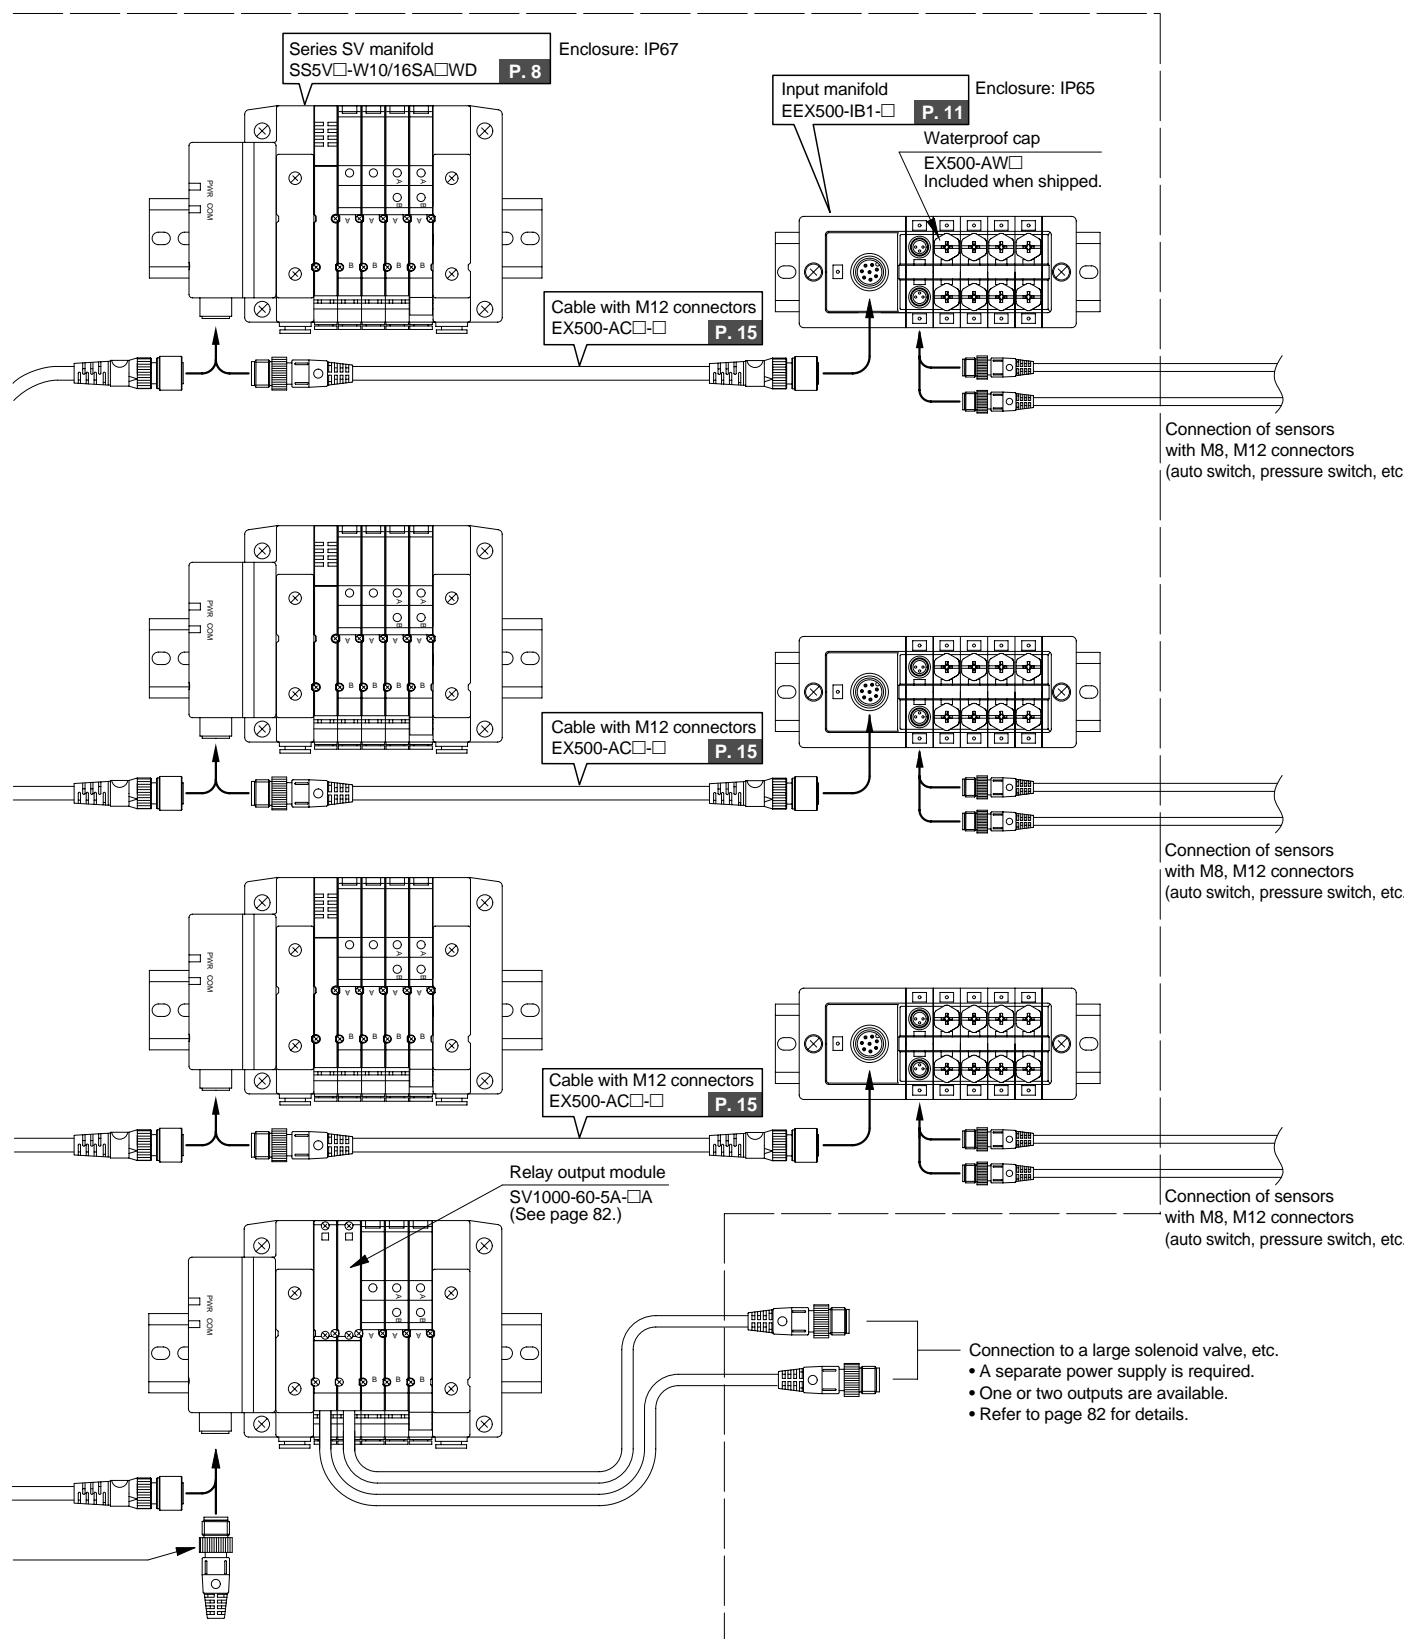 Series SV manifold
SS5V□-W10/16SA□WD P. 8
Enclosure: IP67
Input manifold
EEX500-IB1-□ P. 11
Enclosure: IP65
Waterproof cap
EX500-AW□
Included when shipped.
PWR COM
A
A
B
B
A A A A
B B B B
Cable with M12 connectors
EX500-AC□-□ P. 15
Connection of sensors
with M8, M12 connectors
(auto switch, pressure switch, etc.
PWR COM
A
A
B
B
A A A A
B B B B
Cable with M12 connectors
EX500-AC□-□ P. 15
Connection of sensors
with M8, M12 connectors
(auto switch, pressure switch, etc.
PWR COM
A
A
B
B
A A A A
B B B B
Cable with M12 connectors
EX500-AC□-□ P. 15
Connection of sensors
with M8, M12 connectors
(auto switch, pressure switch, etc.
Relay output module
SV1000-60-5A-□A
(See page 82.)
PWR COM
A
A
B
B
A A A
B B B
Connection to a large solenoid valve, etc.
• A separate power supply is required.
• One or two outputs are available.
• Refer to page 82 for details.